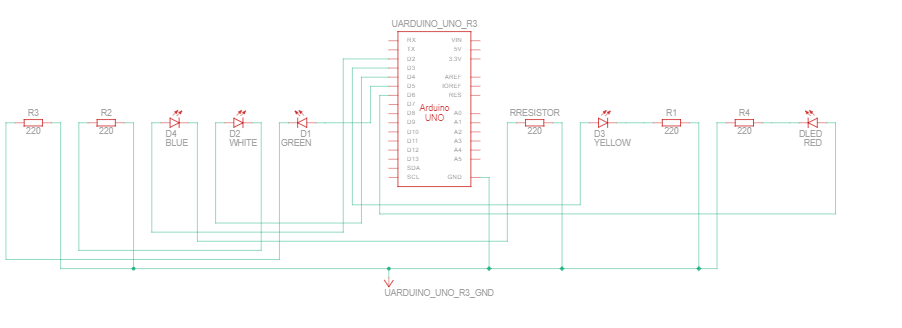 UARDUINO_UNO_R3
RX VIN
TX 5V
D2 3.3V
D3
D4 AREF
D5 IOREF
D6 RES
D7
Arduino
UNO
D8 A0
D9 A1
D10 A2
D11 A3
D12 A4
D13 A5
SDA
SCL GND
R3
220
R2
220
D4
BLUE
D2
WHITE
D1
GREEN
RRESISTOR
220
D3
YELLOW
R1
220
R4
220
DLED
RED
UARDUINO_UNO_R3_GND